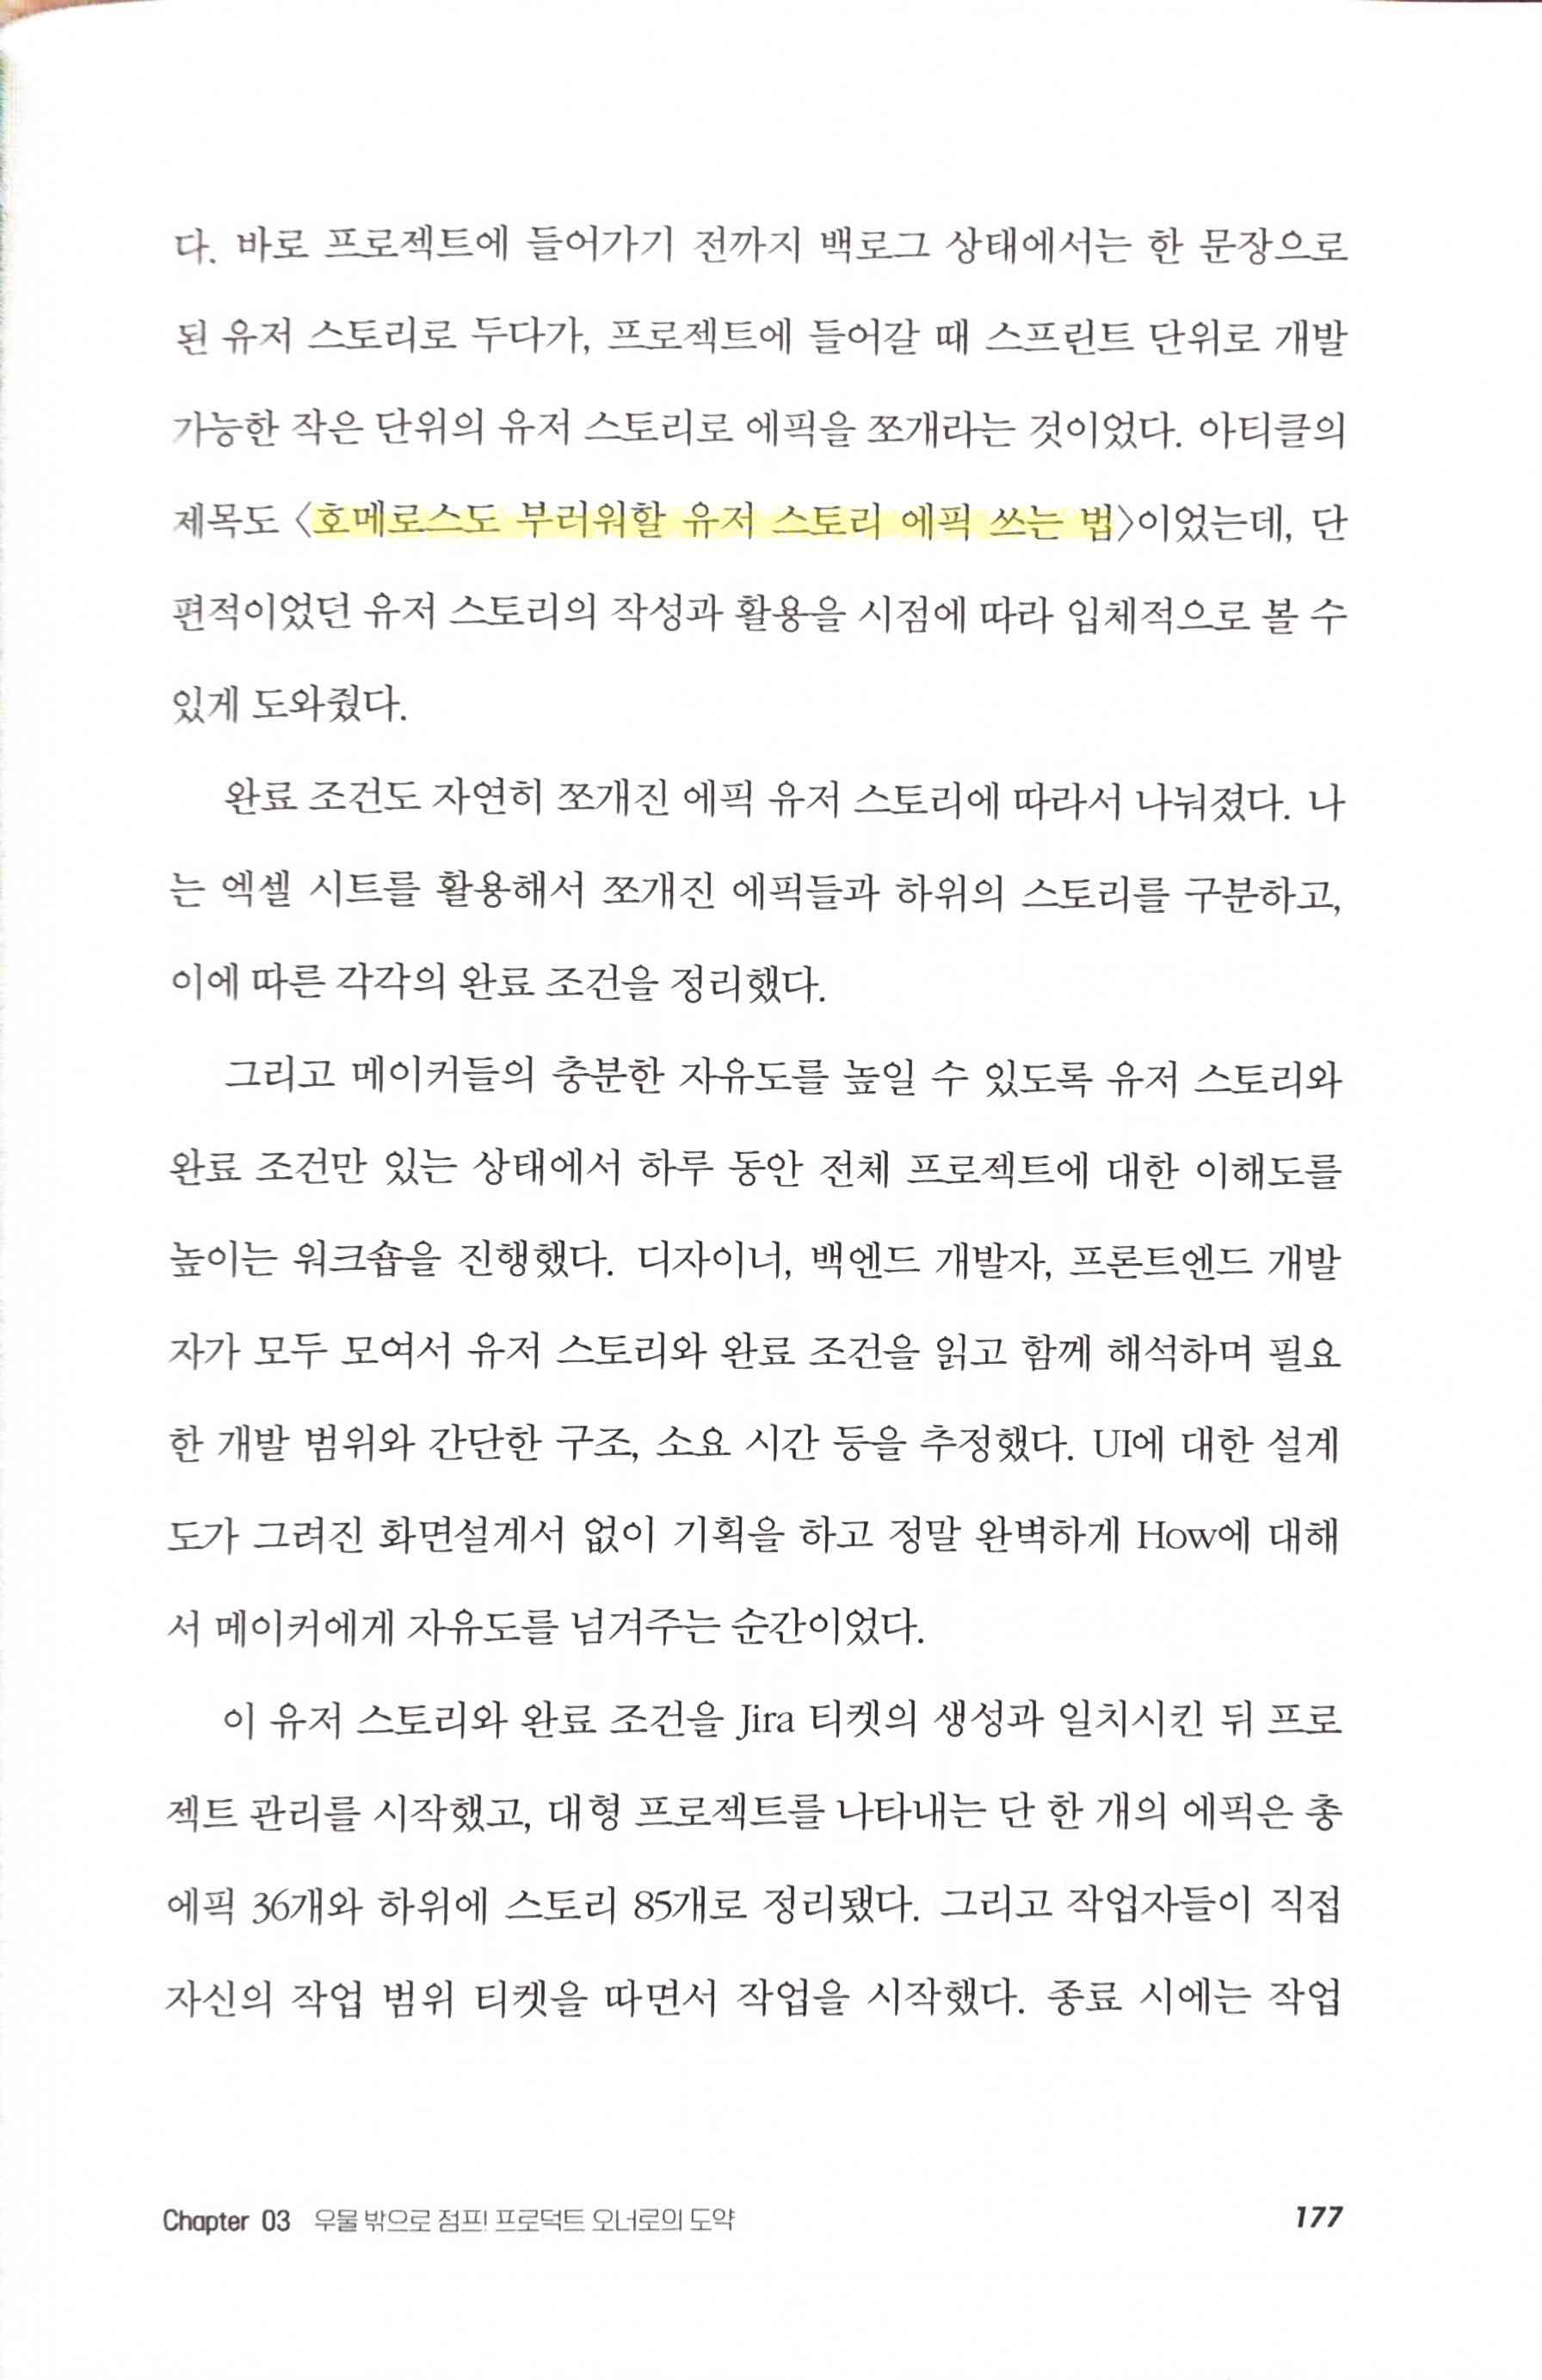 다. 바로 프로젝트에 들어가기 전까지 백로그 상태에서는 한 문장으로
된 유저 스토리로 두다가, 프로젝트에 들어갈 때 스프린트 단위로 개발
가능한 작은 단위의 유저 스토리로 에픽을 쪼개라는 것이었다. 아티클의
제목도 〈호메로스도 부러워할 유저 스토리 에픽 쓰는 법〉이었는데, 단
편적이었던 유저 스토리의 작성과 활용을 시점에 따라 입체적으로 볼 수
있게 도와줬다.
완료 조건도 자연히 쪼개진 에픽 유저 스토리에 따라서 나눠졌다. 나
는 엑셀 시트를 활용해서 쪼개진 에픽들과 하위의 스토리를 구분하고,
이에 따른 각각의 완료 조건을 정리했다.
그리고 메이커들의 충분한 자유도를 높일 수 있도록 유저 스토리와
완료 조건만 있는 상태에서 하루 동안 전체 프로젝트에 대한 이해도를
높이는 워크숍을 진행했다. 디자이너, 백엔드 개발자, 프론트엔드 개발
자가 모두 모여서 유저 스토리와 완료 조건을 읽고 함께 해석하며 필요
한 개발 범위와 간단한 구조, 소요 시간 등을 추정했다. UI에 대한 설계
도가 그려진 화면설계서 없이 기획을 하고 정말 완벽하게 How에 대해
서 메이커에게 자유도를 넘겨주는 순간이었다.
이 유저 스토리와 완료 조건을 Jira 티켓의 생성과 일치시킨 뒤 프로
젝트 관리를 시작했고, 대형 프로젝트를 나타내는 단 한 개의 에픽은 총
에픽 36개와 하위에 스토리 85개로 정리됐다. 그리고 작업자들이 직접
자신의 작업 범위 티켓을 따면서 작업을 시작했다. 종료 시에는 작업
Chapter 03 우물 밖으로 점프! 프로덕트 오너로의 도약
177